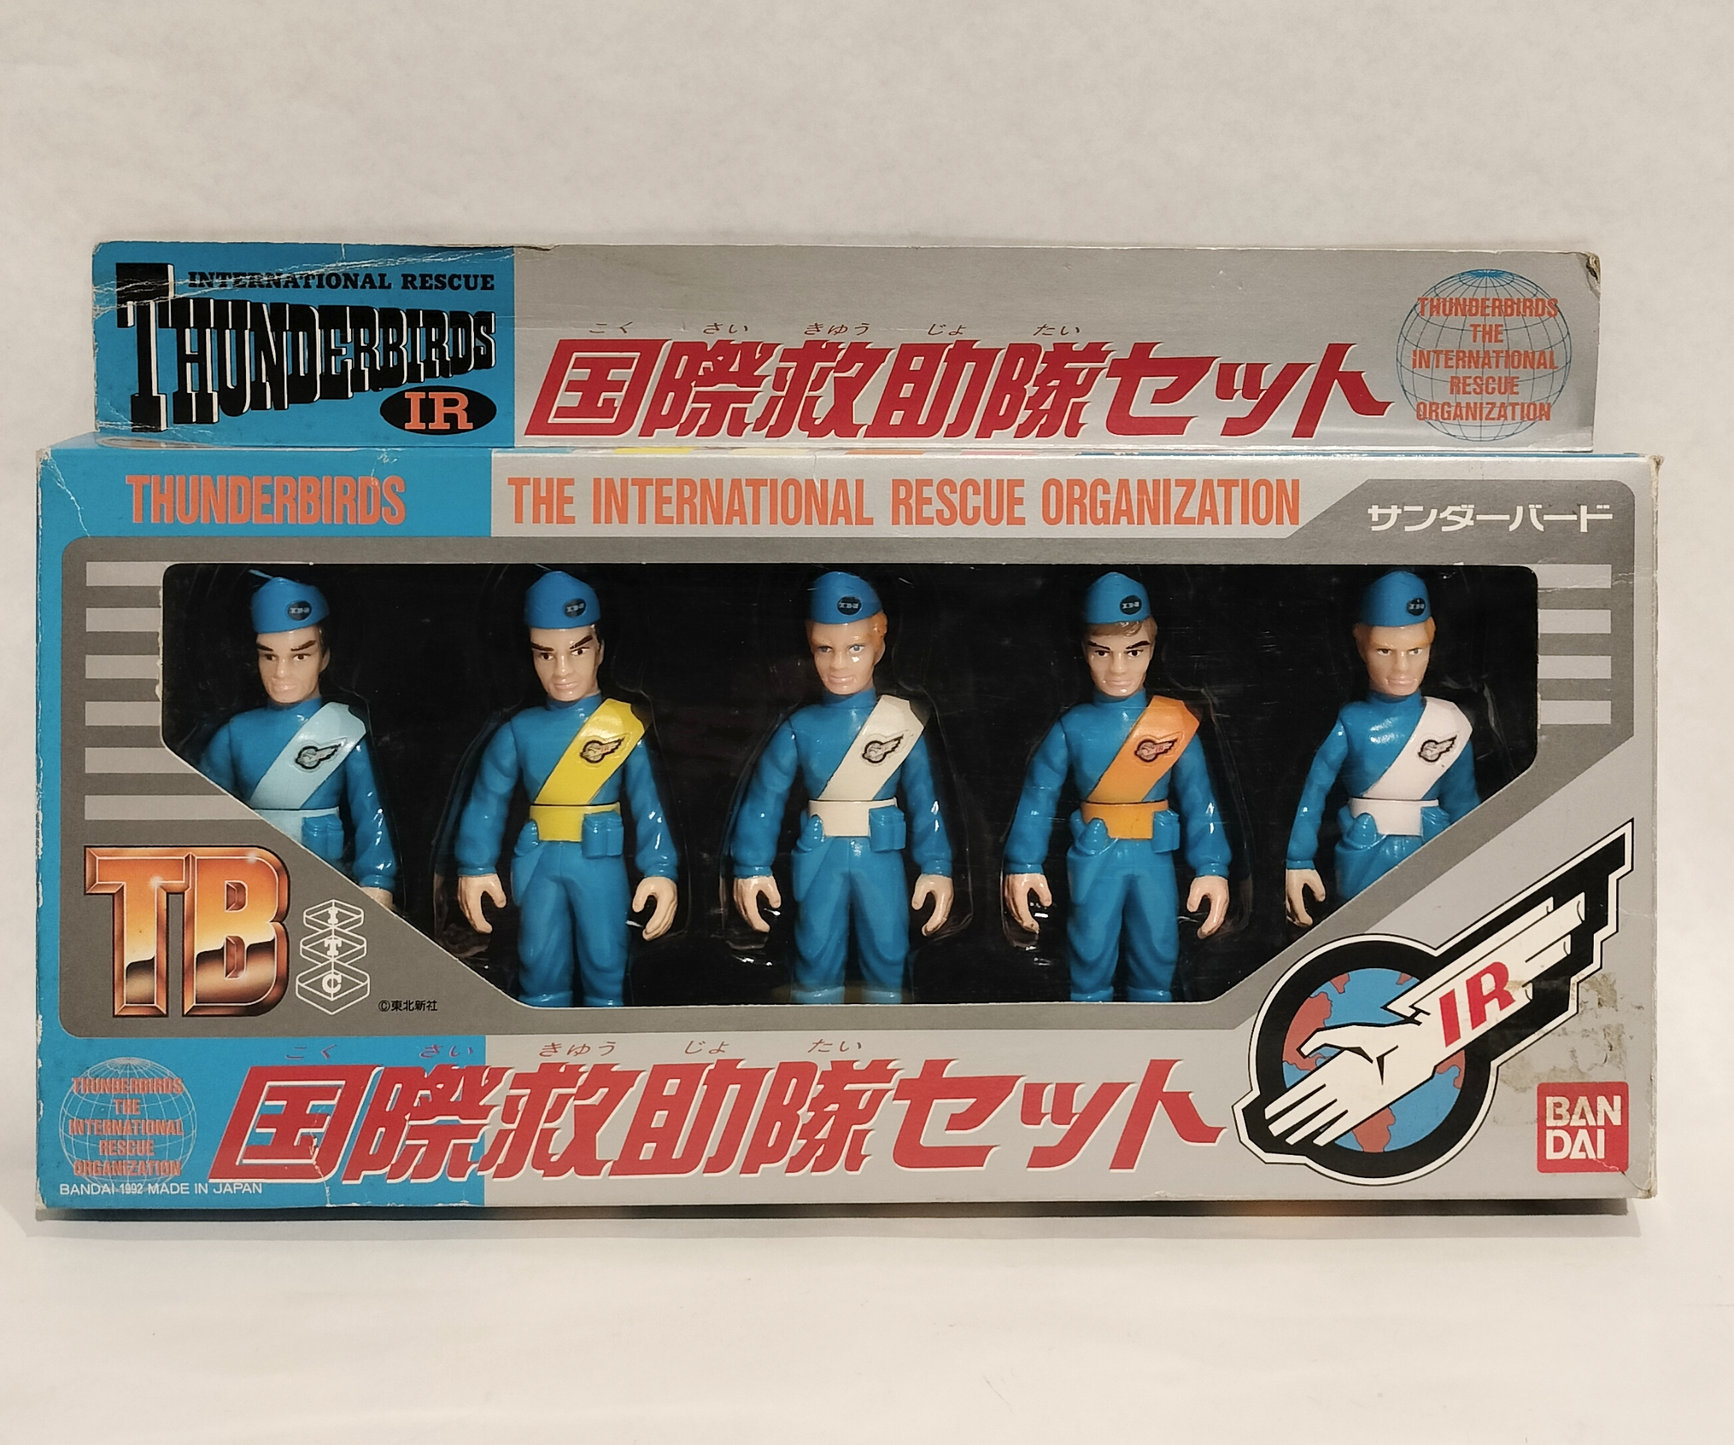 INTERNATIONAL RESCUE
THUNDERBIRDS
IR
こく さい きゅう じょ たい
国際救助隊セット
THUNDERBIRDS
THE
INTERNATIONAL
RESCUE
ORGANIZATION
THUNDERBIRDS
THE INTERNATIONAL RESCUE ORGANIZATION
サンダーバード
TB
I
T
C
©東北新社
IR
こく さい きゅう じょ たい
国際救助隊セット
THUNDERBIRDS
THE
INTERNATIONAL
RESCUE
ORGANIZATION
BANDAI 1992 MADE IN JAPAN
BAN
DAI